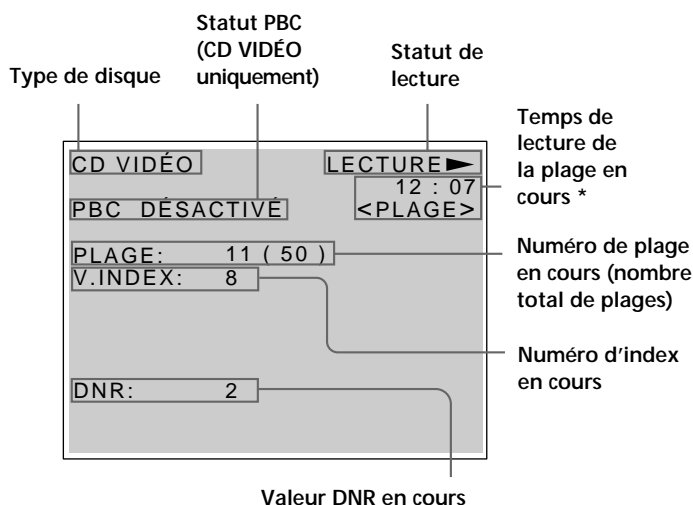 Statut PBC
(CD VIDÉO
uniquement)
Type de disque
Statut de
lecture
Temps de
lecture de
la plage en
cours *
CD VIDÉO
LECTURE
12 : 07
PBC DÉSACTIVÉ
<PLAGE>
PLAGE: 11 ( 50 )
V.INDEX: 8
Numéro de plage
en cours (nombre
total de plages)
Numéro d'index
en cours
DNR: 2
Valeur DNR en cours